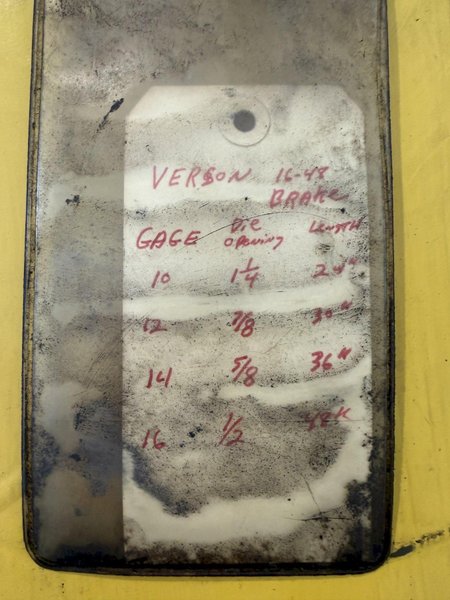 VERSON 16-48
BRAKE
GAGE Die Opening LENGTH
10 1 1/4 24"
12 7/8 30"
14 5/8 36"
16 1/2 48"